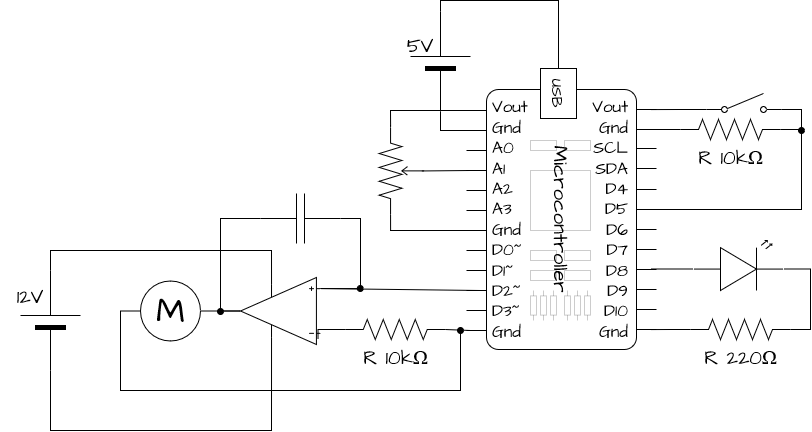 5V
USB
Vout
Gnd
A0
A1
A2
A3
Gnd
D0~
D1~
D2~
D3~
Gnd
Microcontroller
Vout
Gnd
SCL
SDA
D4
D5
D6
D7
D8
D9
D10
Gnd
R 10kΩ
12V
M
+
-
R 10kΩ
R 220Ω